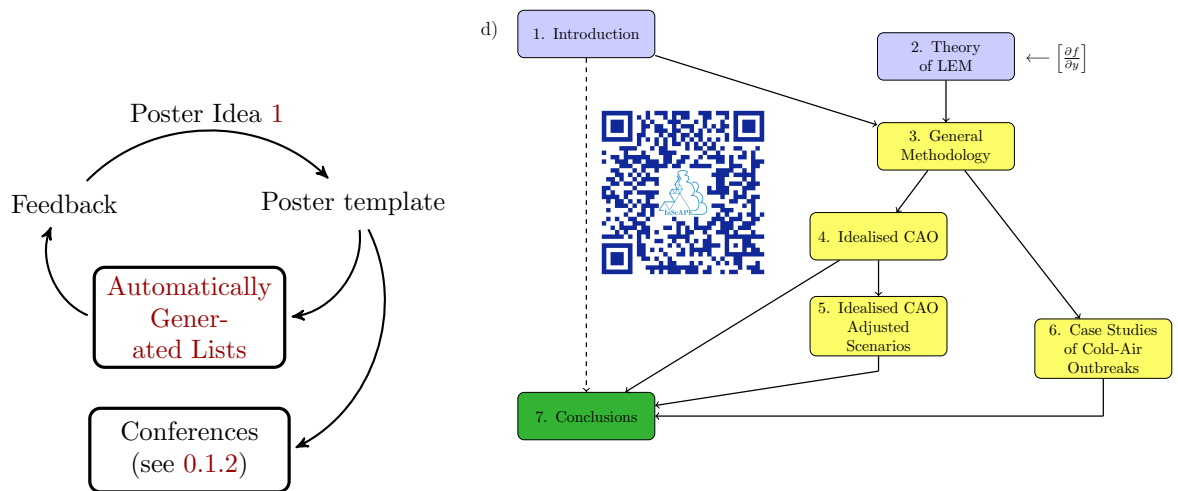 Poster Idea 1
Feedback
Poster template
Automatically
Gener-
ated Lists
Conferences
(see 0.1.2)
d)
1. Introduction
2. Theory
of LEM
⟵ [∂f/∂y]
3. General
Methodology
InScAPE
4. Idealised CAO
5. Idealised CAO
Adjusted
Scenarios
6. Case Studies
of Cold-Air
Outbreaks
7. Conclusions